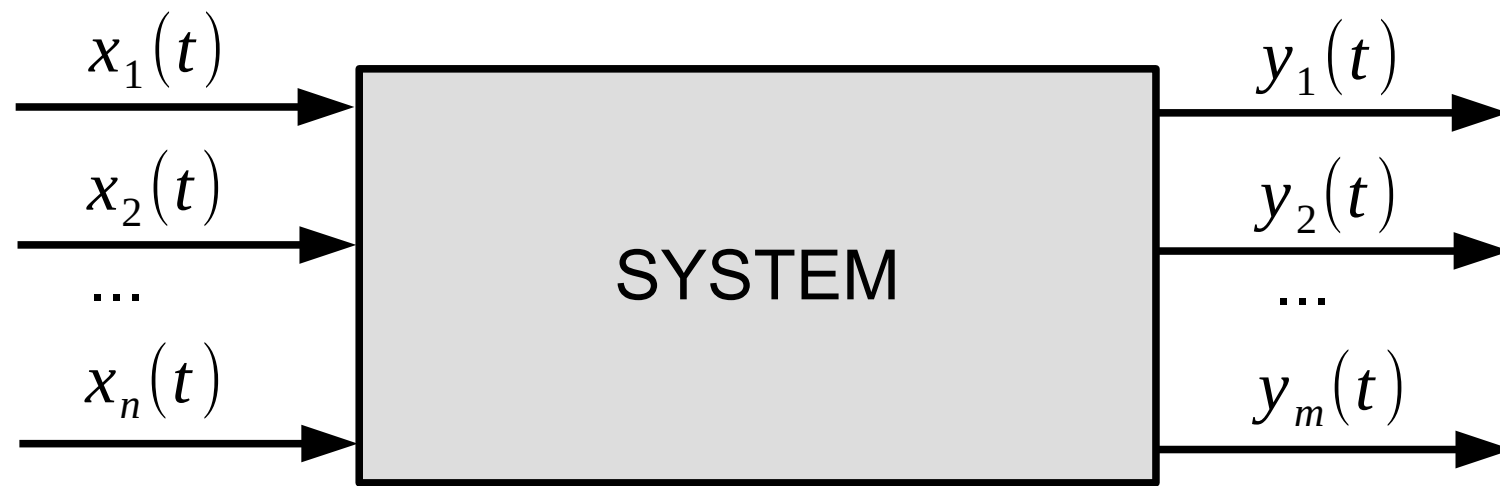 x₁(t)
y₁(t)
x₂(t)
y₂(t)
SYSTEM
...
...
xₙ(t)
yₘ(t)